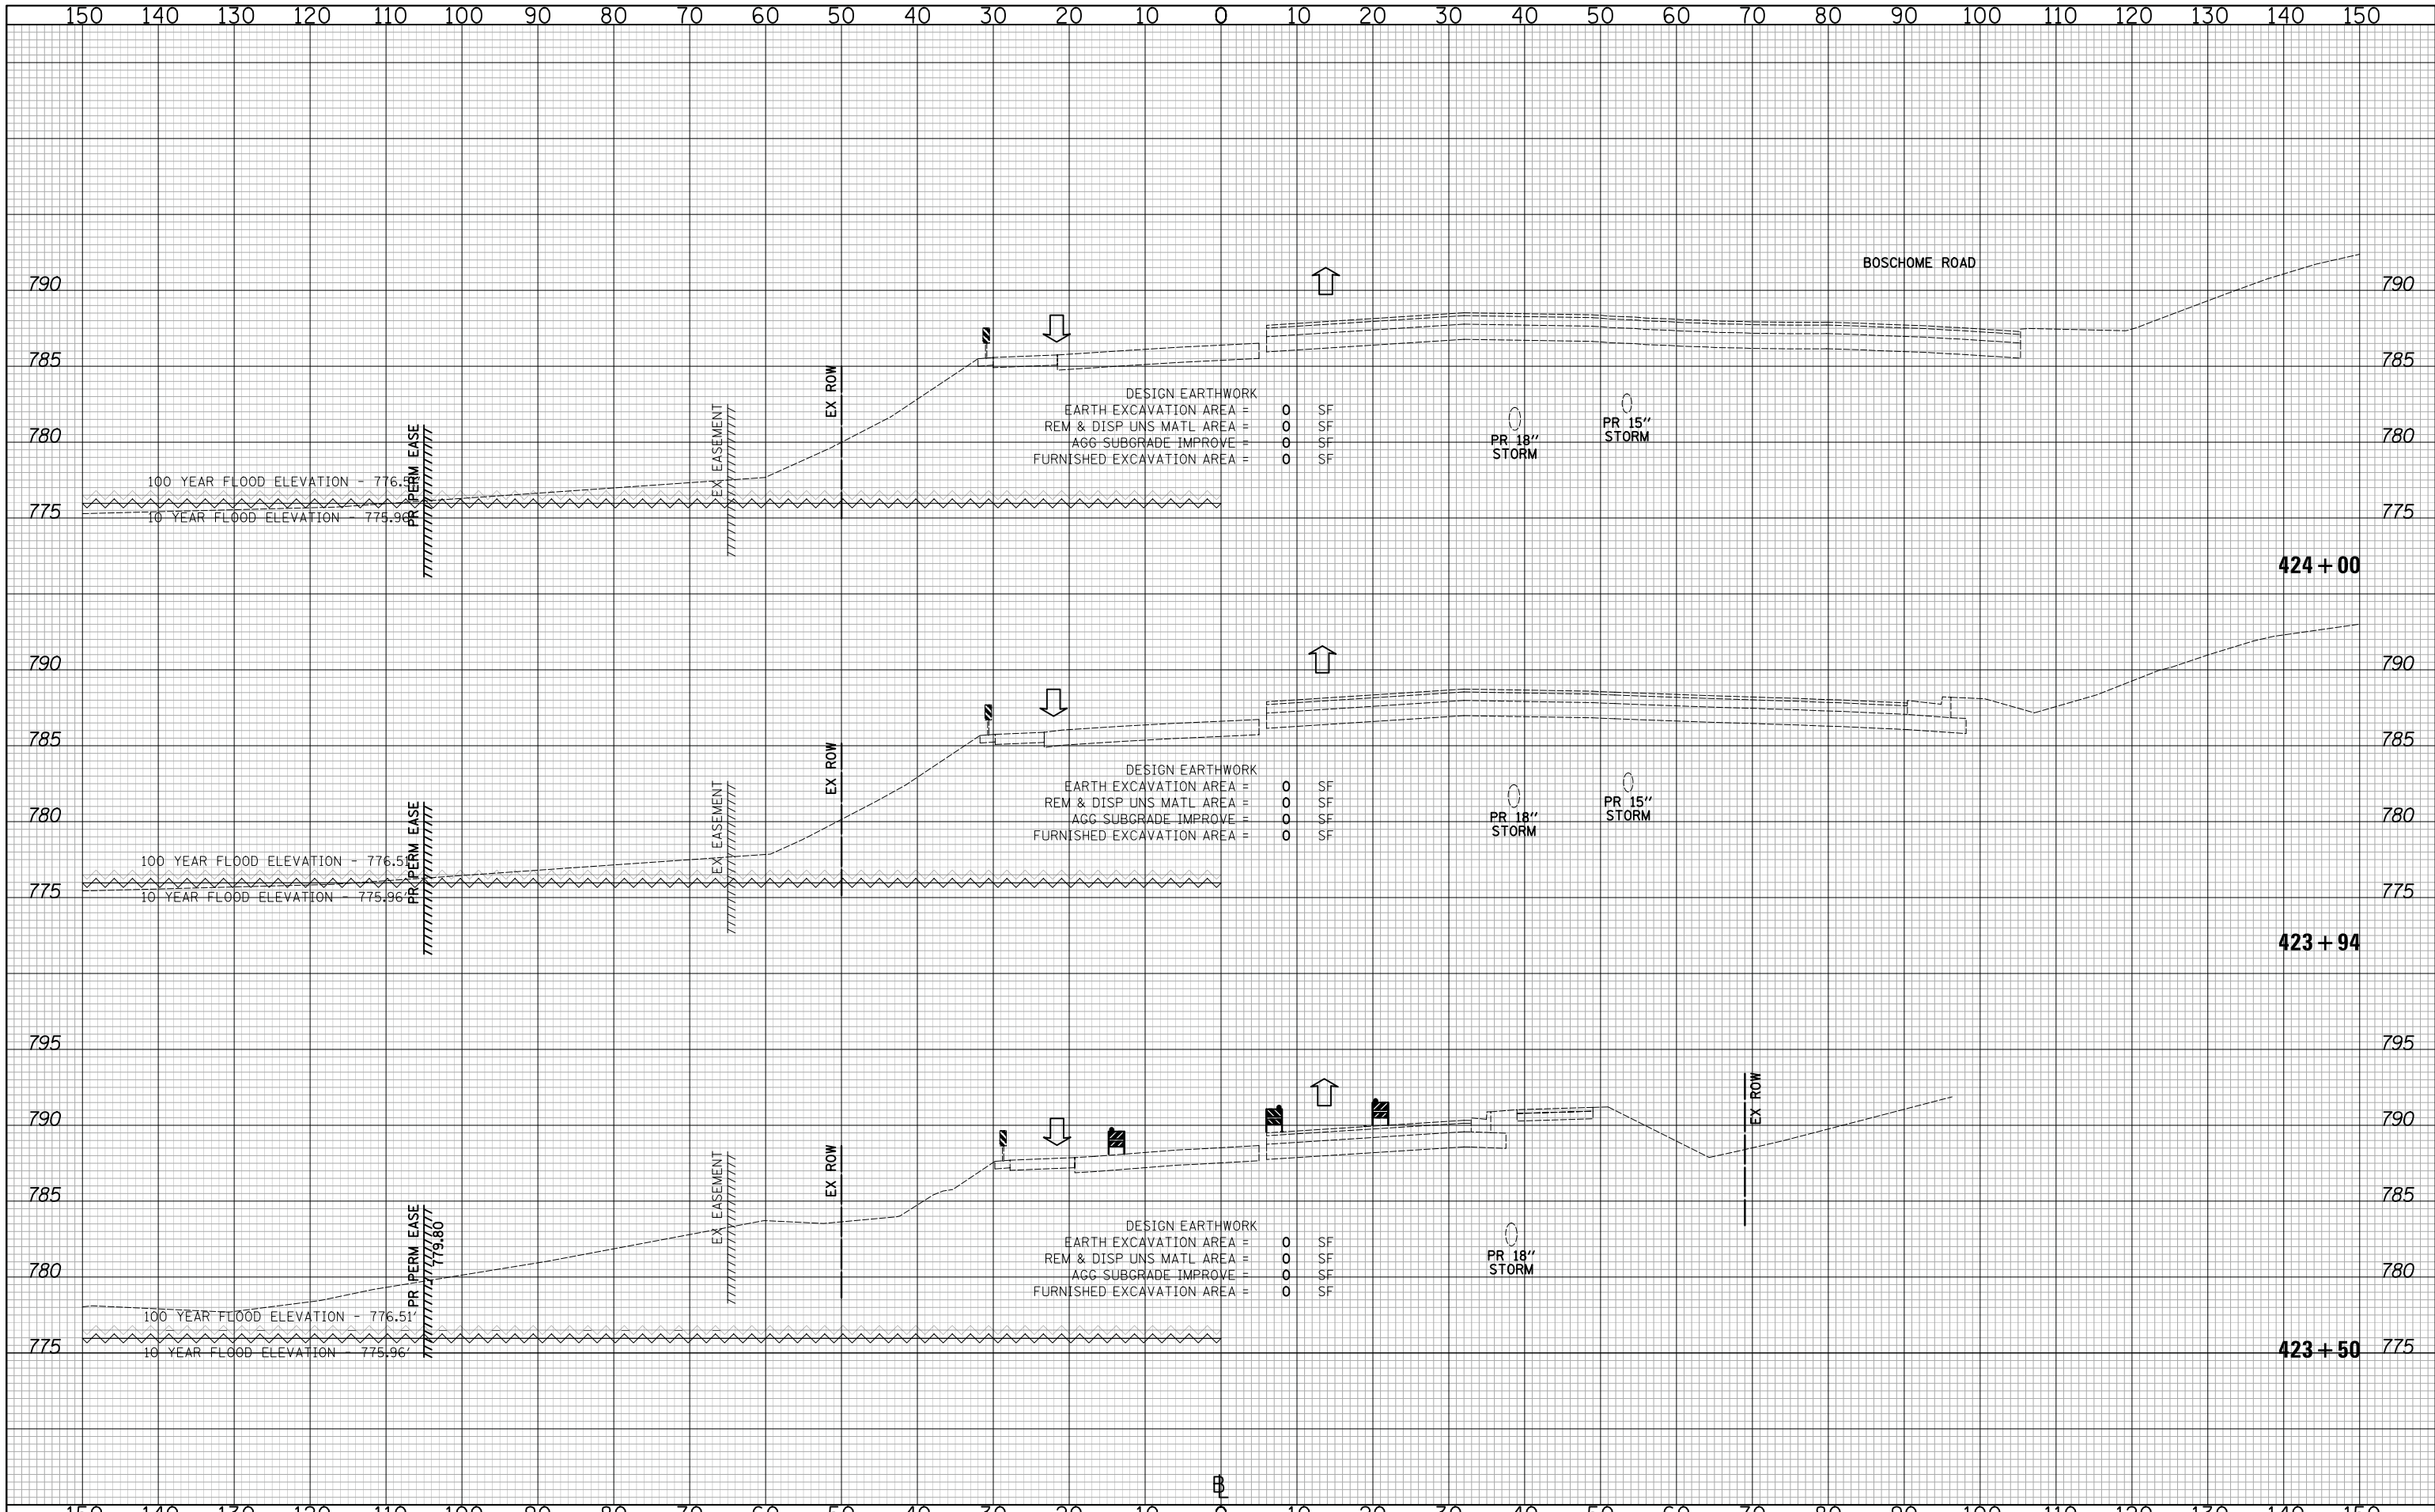 150 140 130 120 110 100 90 80 70 60 50 40 30 20 10 0 10 20 30 40 50 60 70 80 90 100 110 120 130 140 150
BOSCHOME ROAD
790 790
785 785
EX ROW
DESIGN EARTHWORK
EARTH EXCAVATION AREA = 0 SF
REM & DISP UNS MATL AREA = 0 SF
AGG SUBGRADE IMPROVE = 0 SF
FURNISHED EXCAVATION AREA = 0 SF
EX EASEMENT
PR PERM EASE
PR 18" STORM
PR 15" STORM
780 780
100 YEAR FLOOD ELEVATION - 776.5
10 YEAR FLOOD ELEVATION - 775.96
775 775
424+00
790 790
785 785
EX ROW
DESIGN EARTHWORK
EARTH EXCAVATION AREA = 0 SF
REM & DISP UNS MATL AREA = 0 SF
AGG SUBGRADE IMPROVE = 0 SF
FURNISHED EXCAVATION AREA = 0 SF
EX EASEMENT
PR PERM EASE
PR 18" STORM
PR 15" STORM
780 780
100 YEAR FLOOD ELEVATION - 776.51'
10 YEAR FLOOD ELEVATION - 775.96'
775 775
423+94
795 795
790 790
EX ROW
EX ROW
785 785
EX EASEMENT
PR PERM EASE
779.80
DESIGN EARTHWORK
EARTH EXCAVATION AREA = 0 SF
REM & DISP UNS MATL AREA = 0 SF
AGG SUBGRADE IMPROVE = 0 SF
FURNISHED EXCAVATION AREA = 0 SF
PR 18" STORM
780 780
100 YEAR FLOOD ELEVATION - 776.51'
10 YEAR FLOOD ELEVATION - 775.96'
775 775
423+50
BL
150 140 130 120 110 100 90 80 70 60 50 40 30 20 10 0 10 20 30 40 50 60 70 80 90 100 110 120 130 140 150